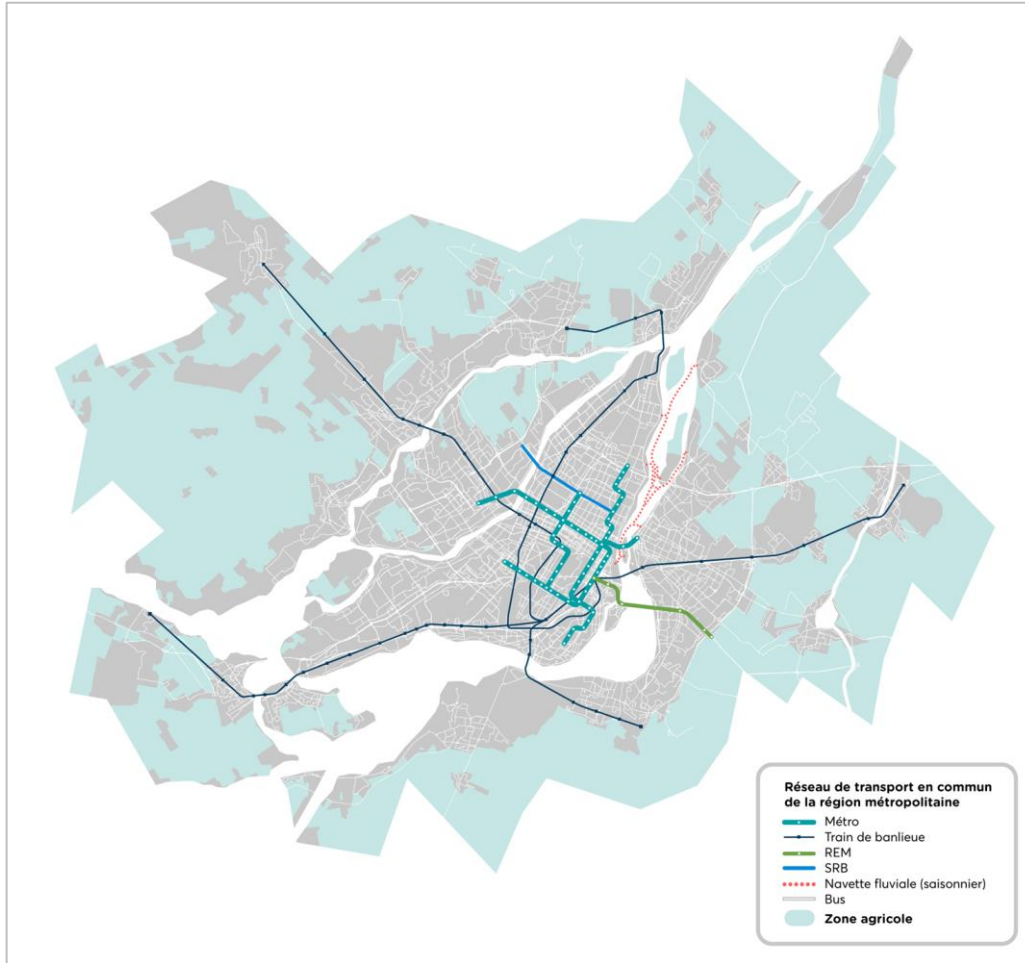 Réseau de transport en commun
de la région métropolitaine
Métro
Train de banlieue
REM
SRB
Navette fluviale (saisonnier)
Bus
Zone agricole